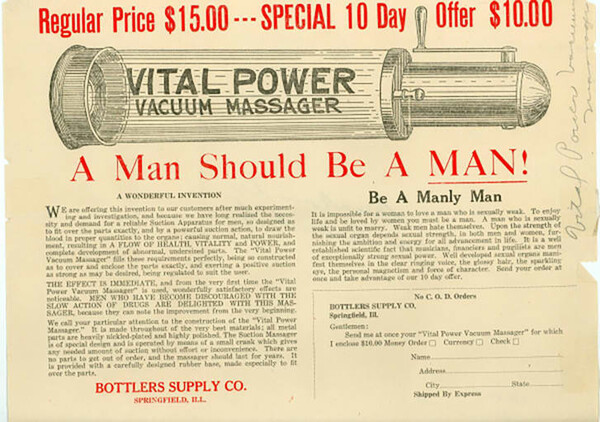 Regular Price $15.00 --- SPECIAL 10 Day Offer $10.00
VITAL POWER
VACUUM MASSAGER
A Man Should Be A MAN!
A WONDERFUL INVENTION
WE are offering this invention to our customers after much experiment-
ing and investigation, and because we have long realized the neces-
sity and demand for a reliable Suction Apparatus for men, so designed as
to fit over the parts exactly, and by a powerful suction action, to draw the
blood in proper quantities to the organs; causing normal, natural nourish-
ment, resulting in A FLOW OF HEALTH, VITALITY and POWER, and
complete development of abnormal, undersized parts. The "Vital Power
Vacuum Massager" fills these requirements perfectly, being so constructed
as to cover and enclose the parts exactly, and exerting a positive suction
as strong as may be desired, being regulated to suit the user.
THE EFFECT IS IMMEDIATE, and from the very first time the "Vital
Power Vacuum Massager" is used, wonderfully satisfactory effects are
noticeable. MEN WHO HAVE BECOME DISCOURAGED WITH THE
SLOW ACTION OF DRUGS ARE DELIGHTED WITH THIS MAS-
SAGER, because they can note the improvement from the very beginning.
We call your particular attention to the construction of the "Vital Power
Massager." It is made throughout of the very best materials; all metal
parts are heavily nickled-plated and highly polished. The Suction Massager
is of special design and is operated by means of a small crank which gives
any needed amount of suction without effort or inconvenience. There are
no parts to get out of order, and the massager should last for years. It
is provided with a carefully designed rubber base, made especially to fit
over the parts.
BOTTLERS SUPPLY CO.
SPRINGFIELD, ILL.
Be A Manly Man
It is impossible for a woman to love a man who is sexually weak. To enjoy
life and be loved by women you must be a man. A man who is sexually
weak is unfit to marry. Weak men hate themselves. Upon the strength of
the sexual organ depends sexual strength, in both men and women, fur-
nishing the ambition and energy for all advancement in life. It is a well
established scientific fact that musicians, financiers and pugilists are men
of exceptionally strong sexual power. Well developed sexual organs mani-
fest themselves in the clear ringing voice, the glossy hair, the sparkling
eye, the personal magnetism and force of character. Send your order at
once and take advantage of our 10 day offer.
No C. O. D. Orders
BOTTLERS SUPPLY CO,
Springfield, Ill.
Gentlemen:
Send me at once your "Vital Power Vacuum Massager" for which
I enclose $10.00 Money Order □ Currency □ Check □
Name
Address
City State
Shipped By Express
Vital Power Vacuum